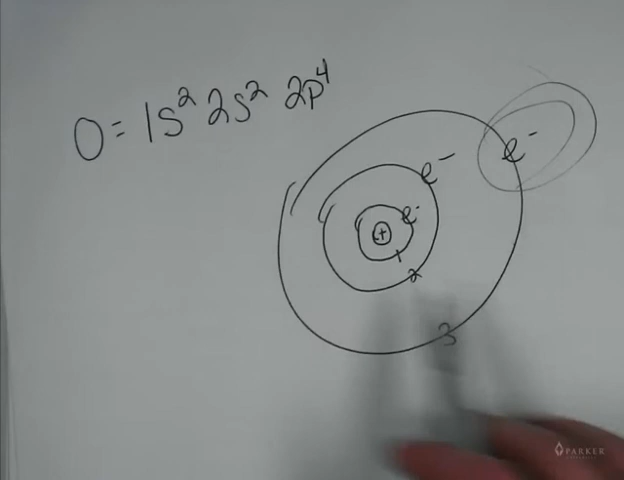 O = 1s² 2s² 2p⁴
e⁻
e⁻
e⁻
+
1
2
3
PARKER